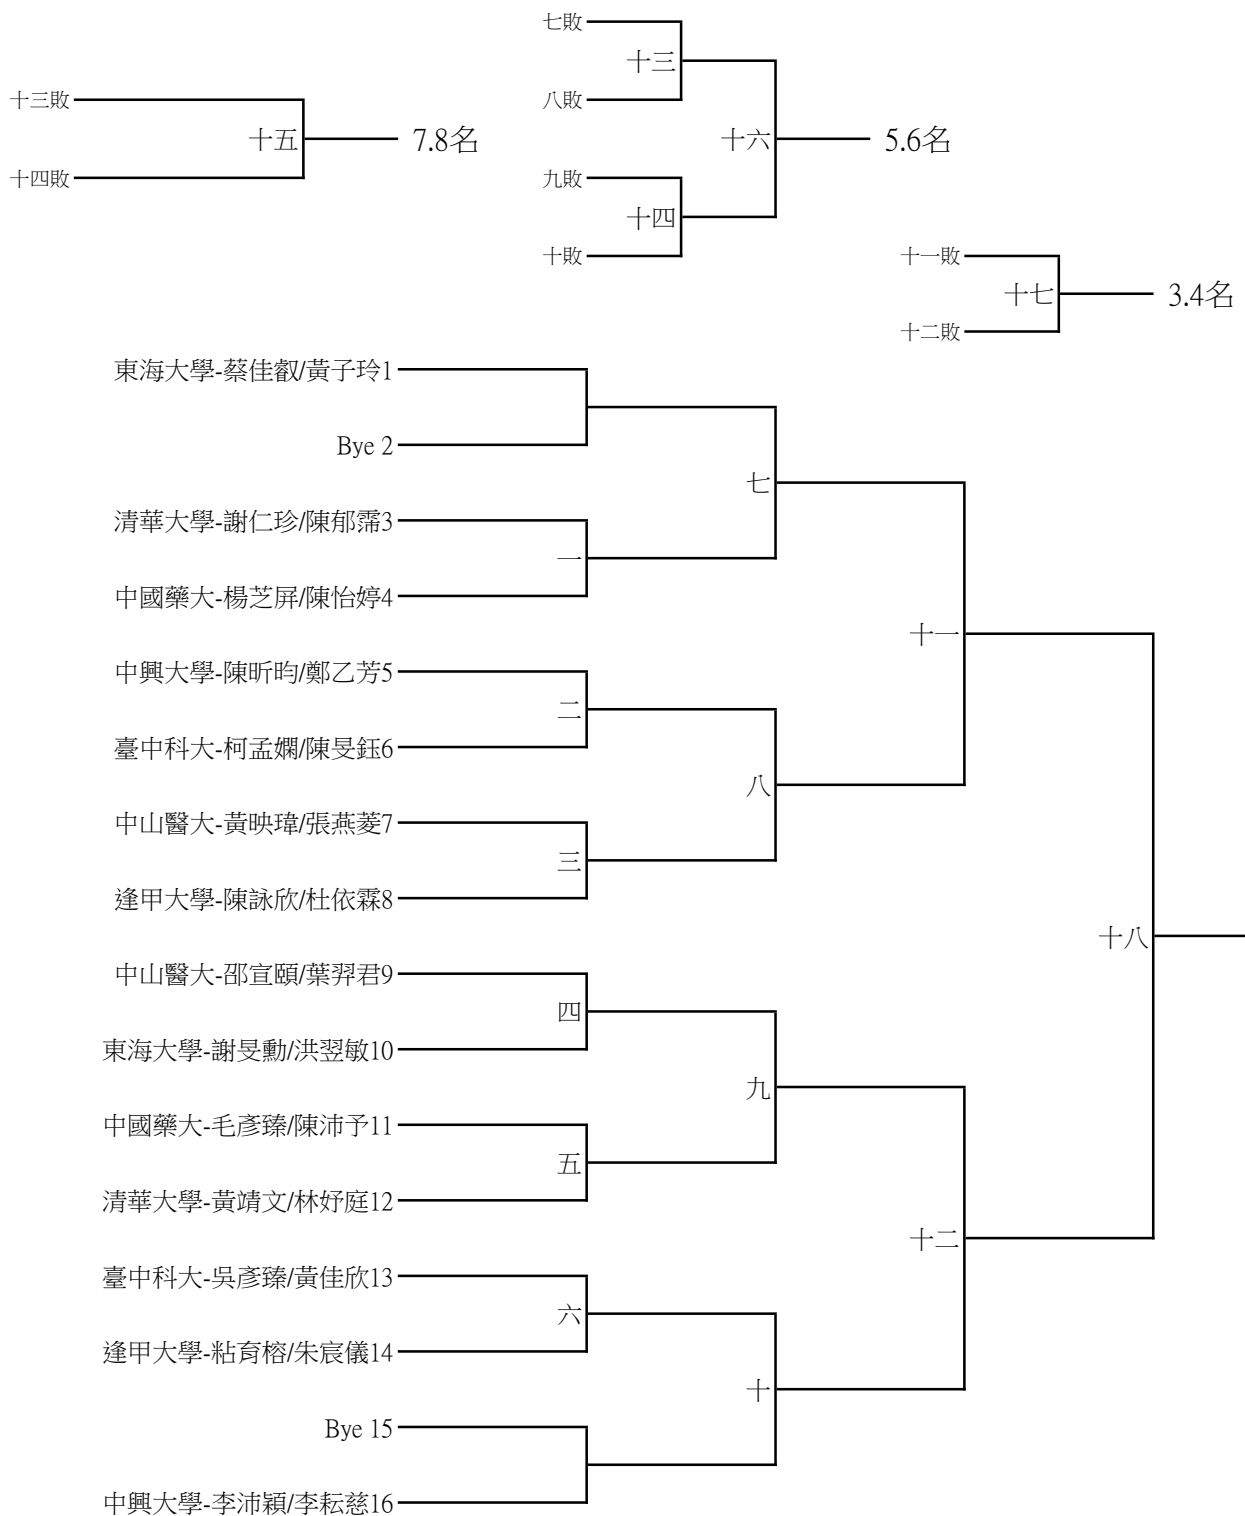 七敗
十三
十三敗
八敗
十五
7.8名
十六
5.6名
十四敗
九敗
十四
十敗
十一敗
十七
3.4名
十二敗
東海大學-蔡佳叡/黃子玲1
Bye 2
七
清華大學-謝仁珍/陳郁霈3
一
中國藥大-楊芝屏/陳怡婷4
十一
中興大學-陳昕昀/鄭乙芳5
二
臺中科大-柯孟嫻/陳旻鈺6
八
中山醫大-黃映瑋/張燕菱7
三
逢甲大學-陳詠欣/杜依霖8
十八
中山醫大-邵宣頤/葉羿君9
四
東海大學-謝旻勳/洪翌敏10
九
中國藥大-毛彥臻/陳沛予11
五
清華大學-黃靖文/林妤庭12
十二
臺中科大-吳彥臻/黃佳欣13
六
逢甲大學-粘育榕/朱宸儀14
十
Bye 15
中興大學-李沛穎/李耘慈16